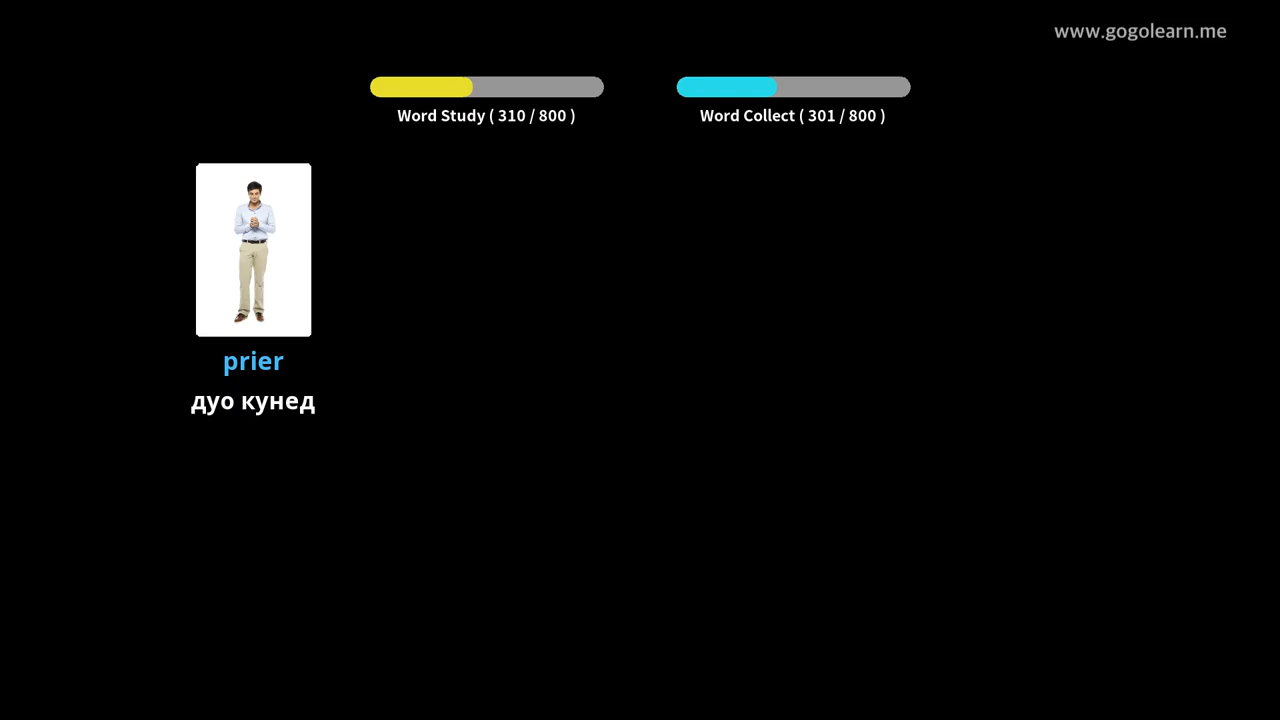 www.gogolearn.me
Word Study ( 310 / 800 )
Word Collect ( 301 / 800 )
prier
дуо кунед